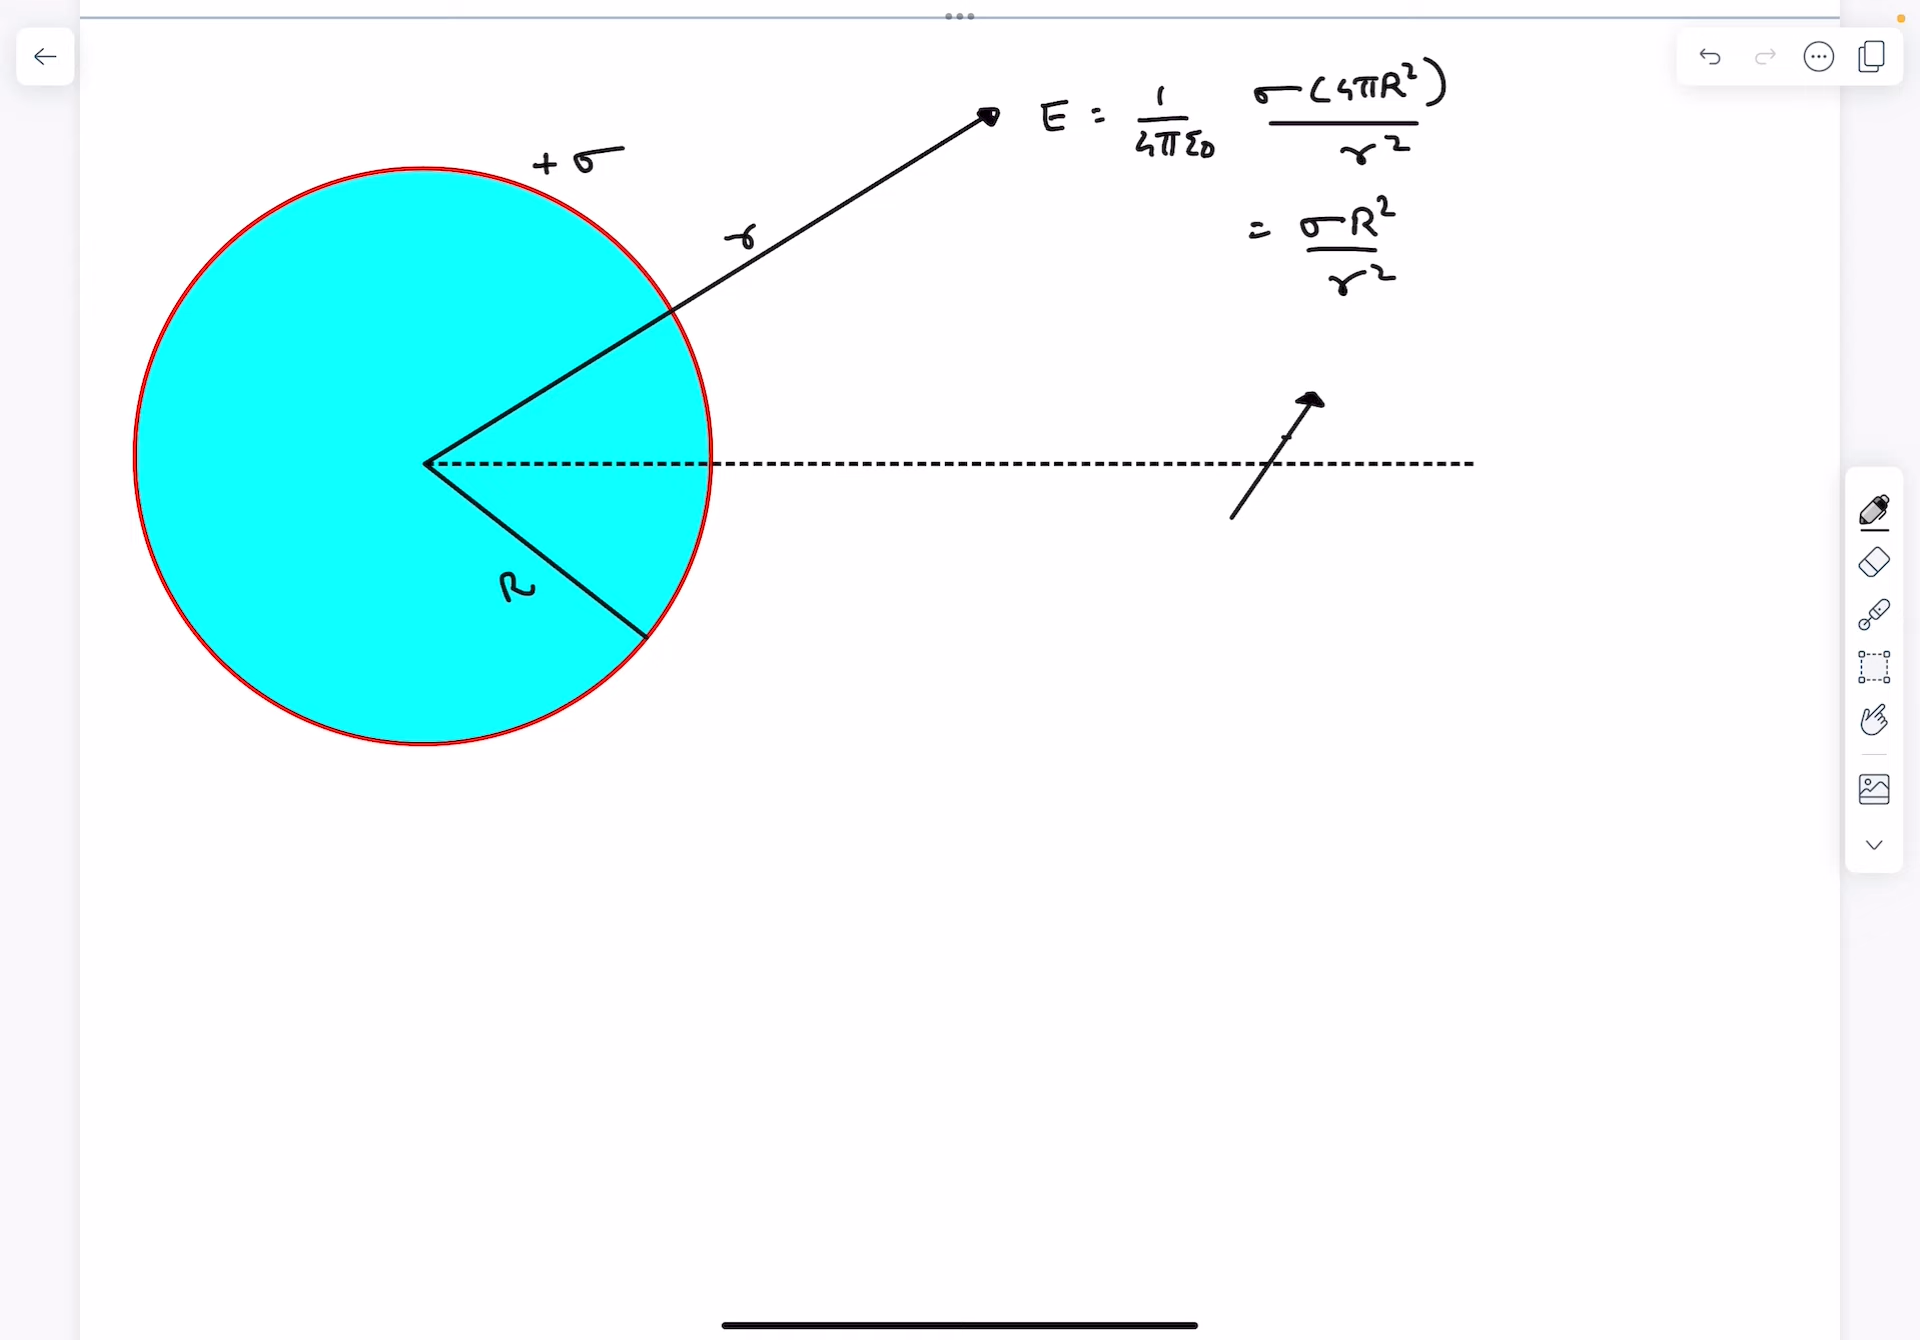 + σ
r
R
E = 1/4πε0 σ(4πR²)/r²
= σR²/r²